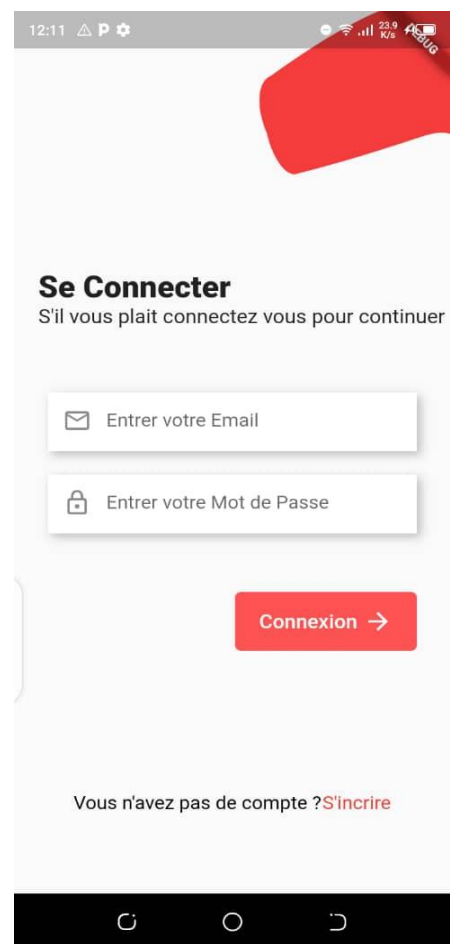 12:11 P 23.9 K/s
DEBUG
Se Connecter
S'il vous plait connectez vous pour continuer
Entrer votre Email
Entrer votre Mot de Passe
Connexion →
Vous n'avez pas de compte ?S'incrire